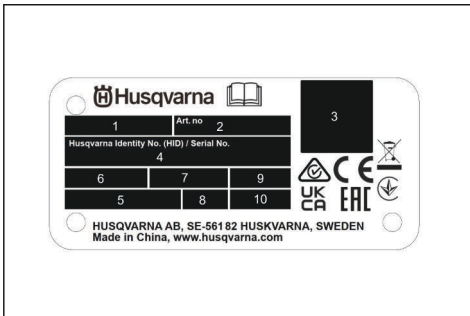 Husqvarna
1
Art. no 2
3
Husqvarna Identity No. (HID) / Serial No.
4
6 7 9
5 8 10
CE
UK
CA EAC
HUSQVARNA AB, SE-561 82 HUSKVARNA, SWEDEN
Made in China, www.husqvarna.com